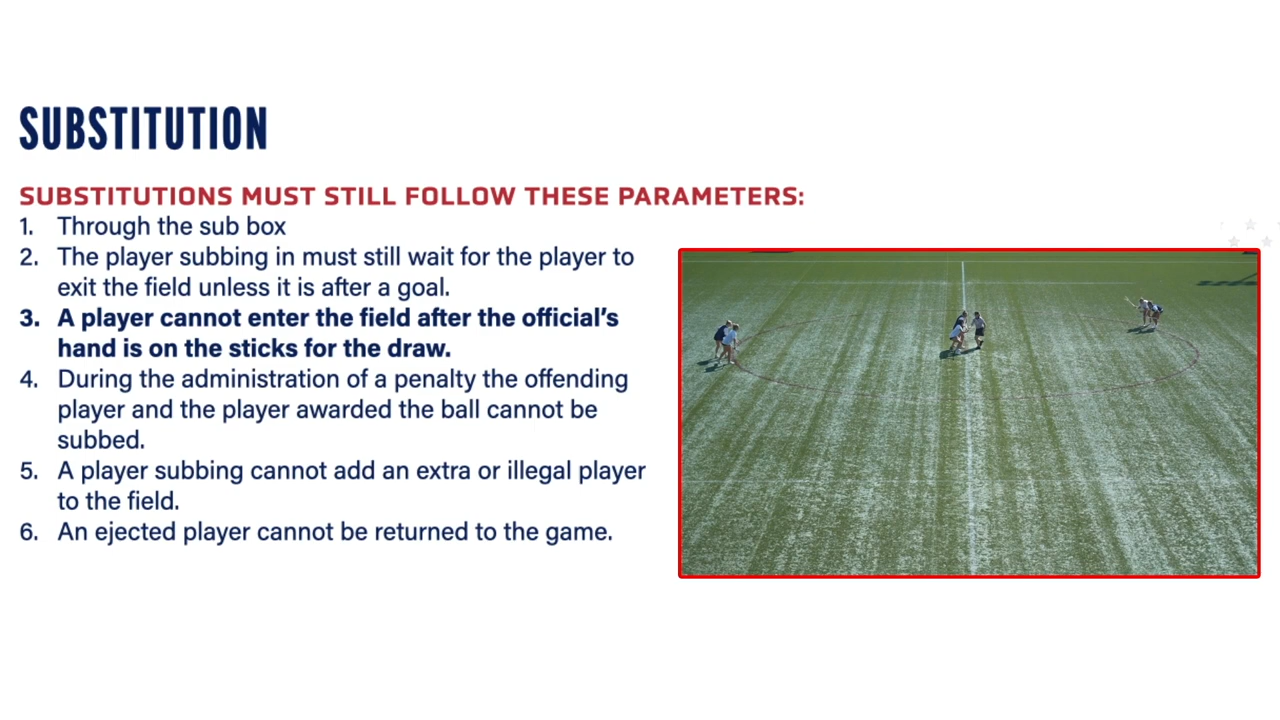 SUBSTITUTION
SUBSTITUTIONS MUST STILL FOLLOW THESE PARAMETERS:
1. Through the sub box
2. The player subbing in must still wait for the player to
exit the field unless it is after a goal.
3. A player cannot enter the field after the official's
hand is on the sticks for the draw.
4. During the administration of a penalty the offending
player and the player awarded the ball cannot be
subbed.
5. A player subbing cannot add an extra or illegal player
to the field.
6. An ejected player cannot be returned to the game.